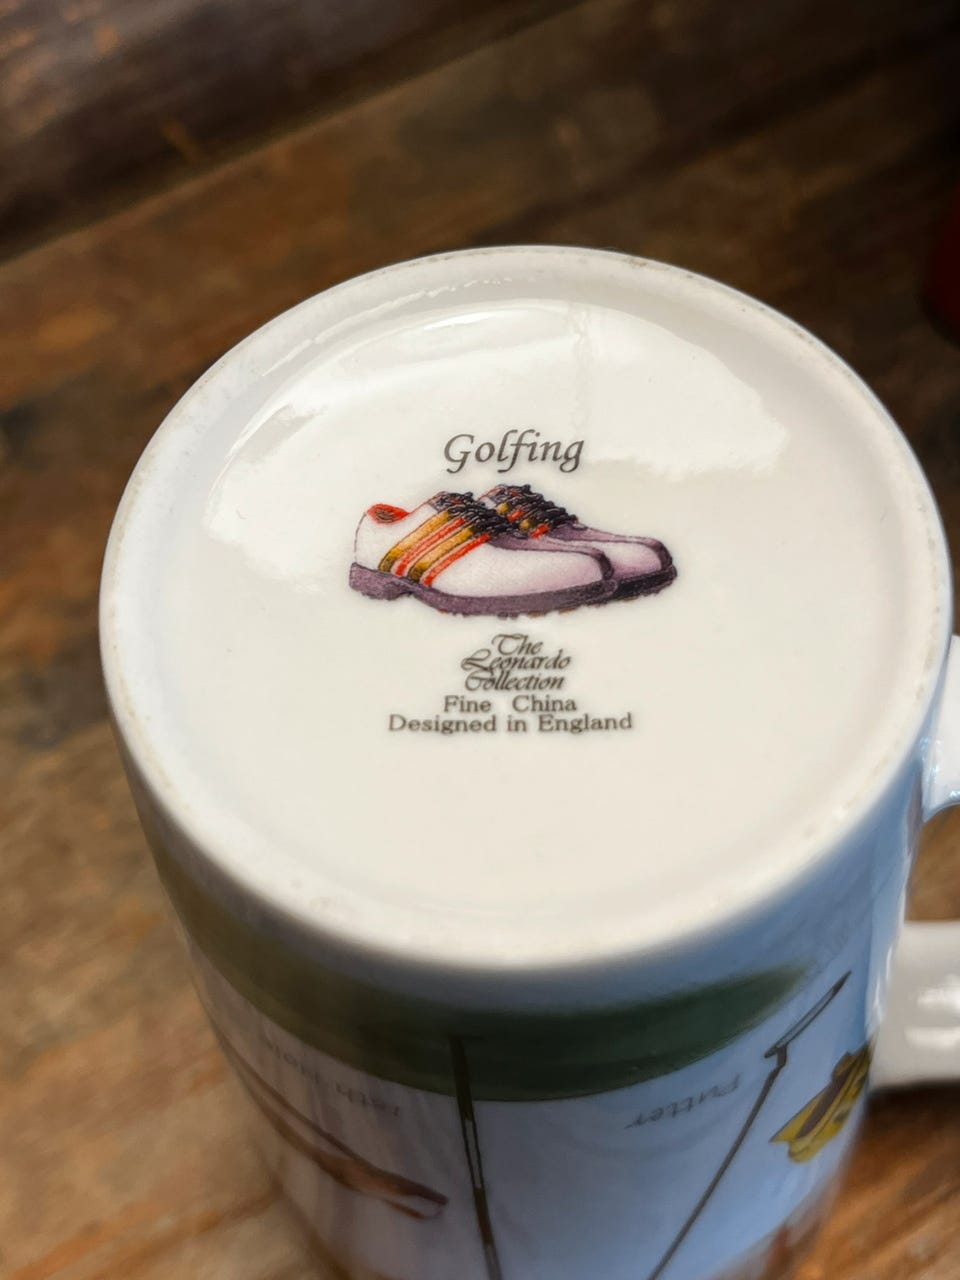 Golfing
The
Leonardo
Collection
Fine China
Designed in England
Putter